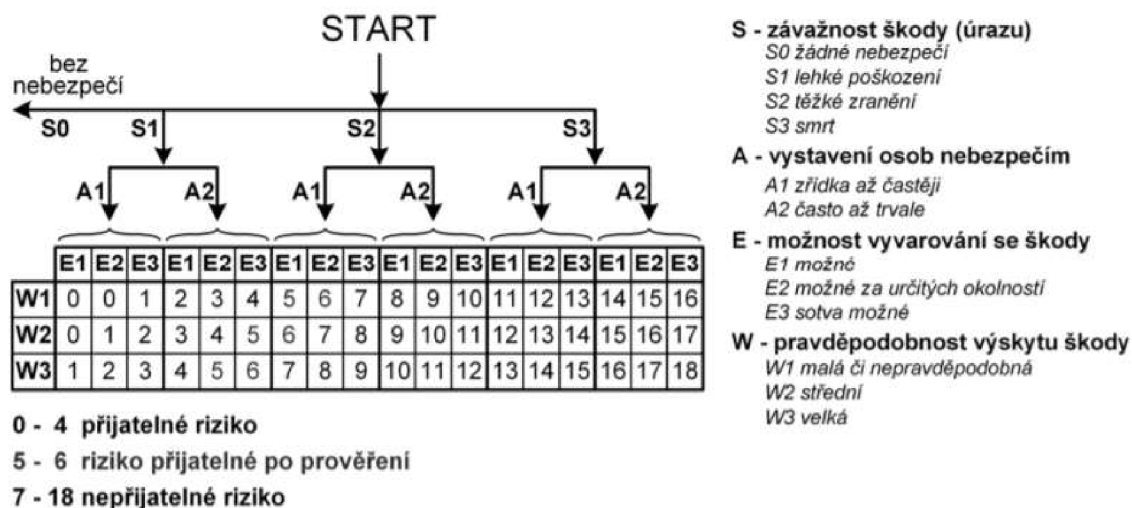 START
bez
nebezpečí
S0 S1 S2 S3
A1 A2 A1 A2 A1 A2
E1 E2 E3 E1 E2 E3 E1 E2 E3 E1 E2 E3 E1 E2 E3 E1 E2 E3
W1 0 0 1 2 3 4 5 6 7 8 9 10 11 12 13 14 15 16
W2 0 1 2 3 4 5 6 7 8 9 10 11 12 13 14 15 16 17
W3 1 2 3 4 5 6 7 8 9 10 11 12 13 14 15 16 17 18
0 - 4 přijatelné riziko
5 - 6 riziko přijatelné po prověření
7 - 18 nepřijatelné riziko
S - závažnost škody (úrazu)
S0 žádné nebezpečí
S1 lehké poškození
S2 těžké zranění
S3 smrt
A - vystavení osob nebezpečím
A1 zřídka až častěji
A2 často až trvale
E - možnost vyvarování se škody
E1 možné
E2 možné za určitých okolností
E3 sotva možné
W - pravděpodobnost výskytu škody
W1 malá či nepravděpodobná
W2 střední
W3 velká